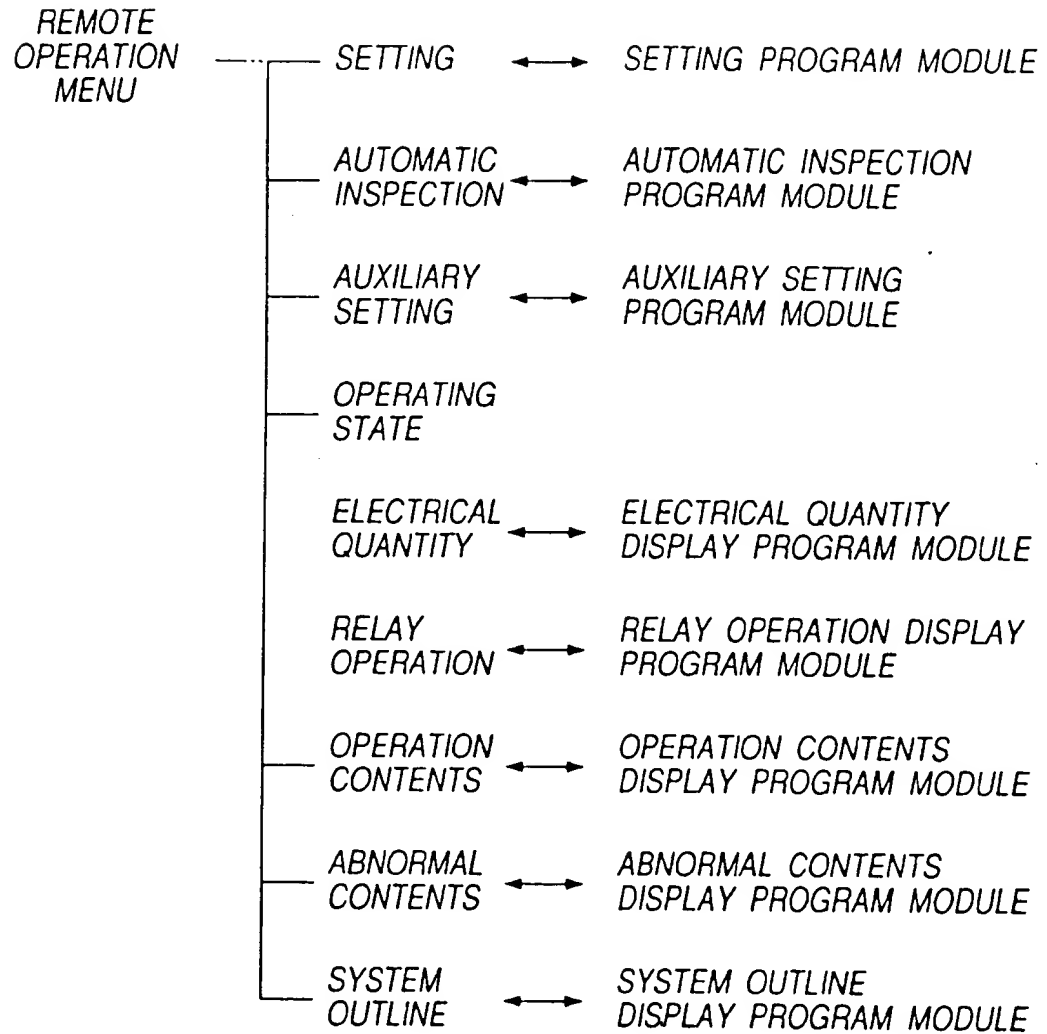 REMOTE
OPERATION
MENU
SETTING
SETTING PROGRAM MODULE
AUTOMATIC
INSPECTION
AUTOMATIC INSPECTION
PROGRAM MODULE
AUXILIARY
SETTING
AUXILIARY SETTING
PROGRAM MODULE
OPERATING
STATE
ELECTRICAL
QUANTITY
ELECTRICAL QUANTITY
DISPLAY PROGRAM MODULE
RELAY
OPERATION
RELAY OPERATION DISPLAY
PROGRAM MODULE
OPERATION
CONTENTS
OPERATION CONTENTS
DISPLAY PROGRAM MODULE
ABNORMAL
CONTENTS
ABNORMAL CONTENTS
DISPLAY PROGRAM MODULE
SYSTEM
OUTLINE
SYSTEM OUTLINE
DISPLAY PROGRAM MODULE